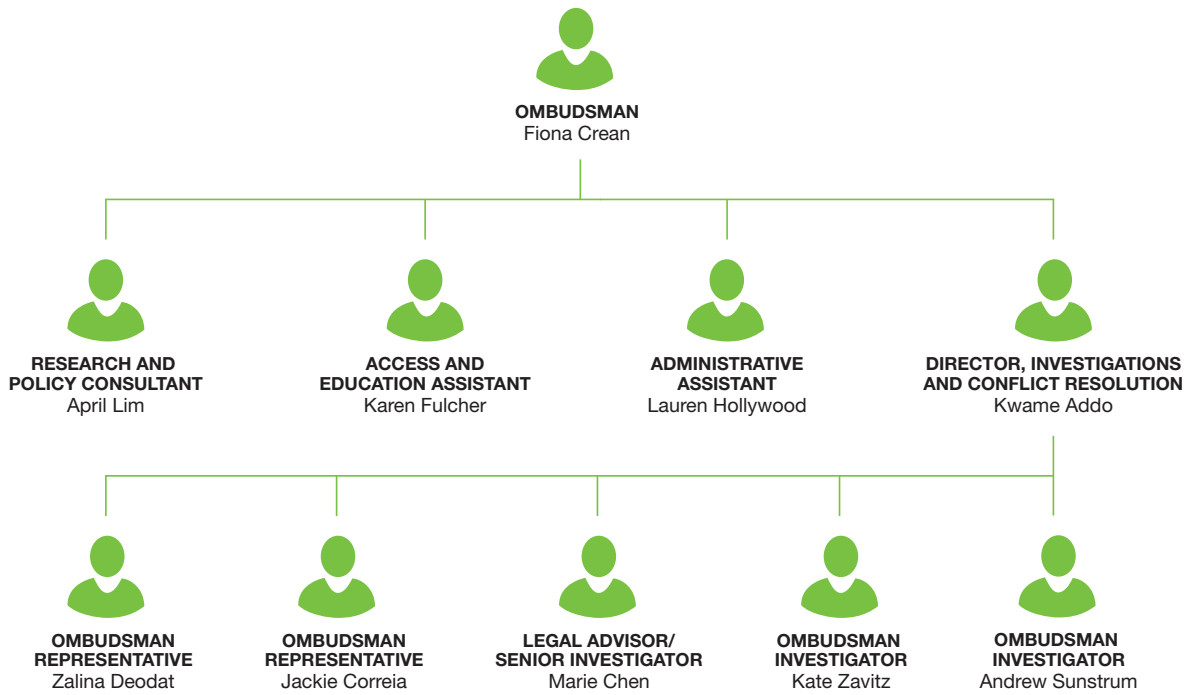 OMBUDSMAN
Fiona Crean
RESEARCH AND
POLICY CONSULTANT
April Lim
ACCESS AND
EDUCATION ASSISTANT
Karen Fulcher
ADMINISTRATIVE
ASSISTANT
Lauren Hollywood
DIRECTOR, INVESTIGATIONS
AND CONFLICT RESOLUTION
Kwame Addo
OMBUDSMAN
REPRESENTATIVE
Zalina Deodat
OMBUDSMAN
REPRESENTATIVE
Jackie Correia
LEGAL ADVISOR/
SENIOR INVESTIGATOR
Marie Chen
OMBUDSMAN
INVESTIGATOR
Kate Zavitz
OMBUDSMAN
INVESTIGATOR
Andrew Sunstrum